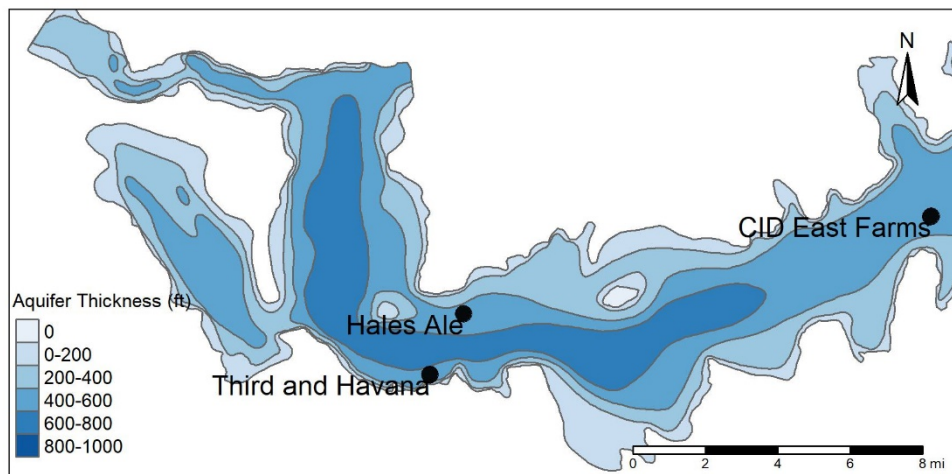 N
CID East Farms
Aquifer Thickness (ft)
0
0-200
200-400
400-600
600-800
800-1000
Hales Ale
Third and Havana
0 2 4 6 8 mi